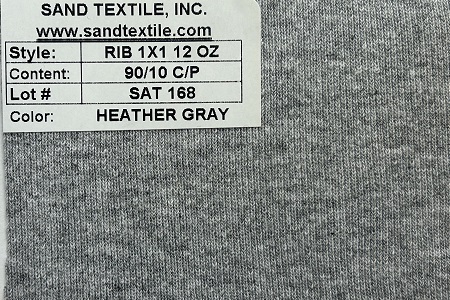 SAND TEXTILE, INC.
www.sandtextile.com
Style: RIB 1X1 12 OZ
Content: 90/10 C/P
Lot # SAT 168
Color: HEATHER GRAY